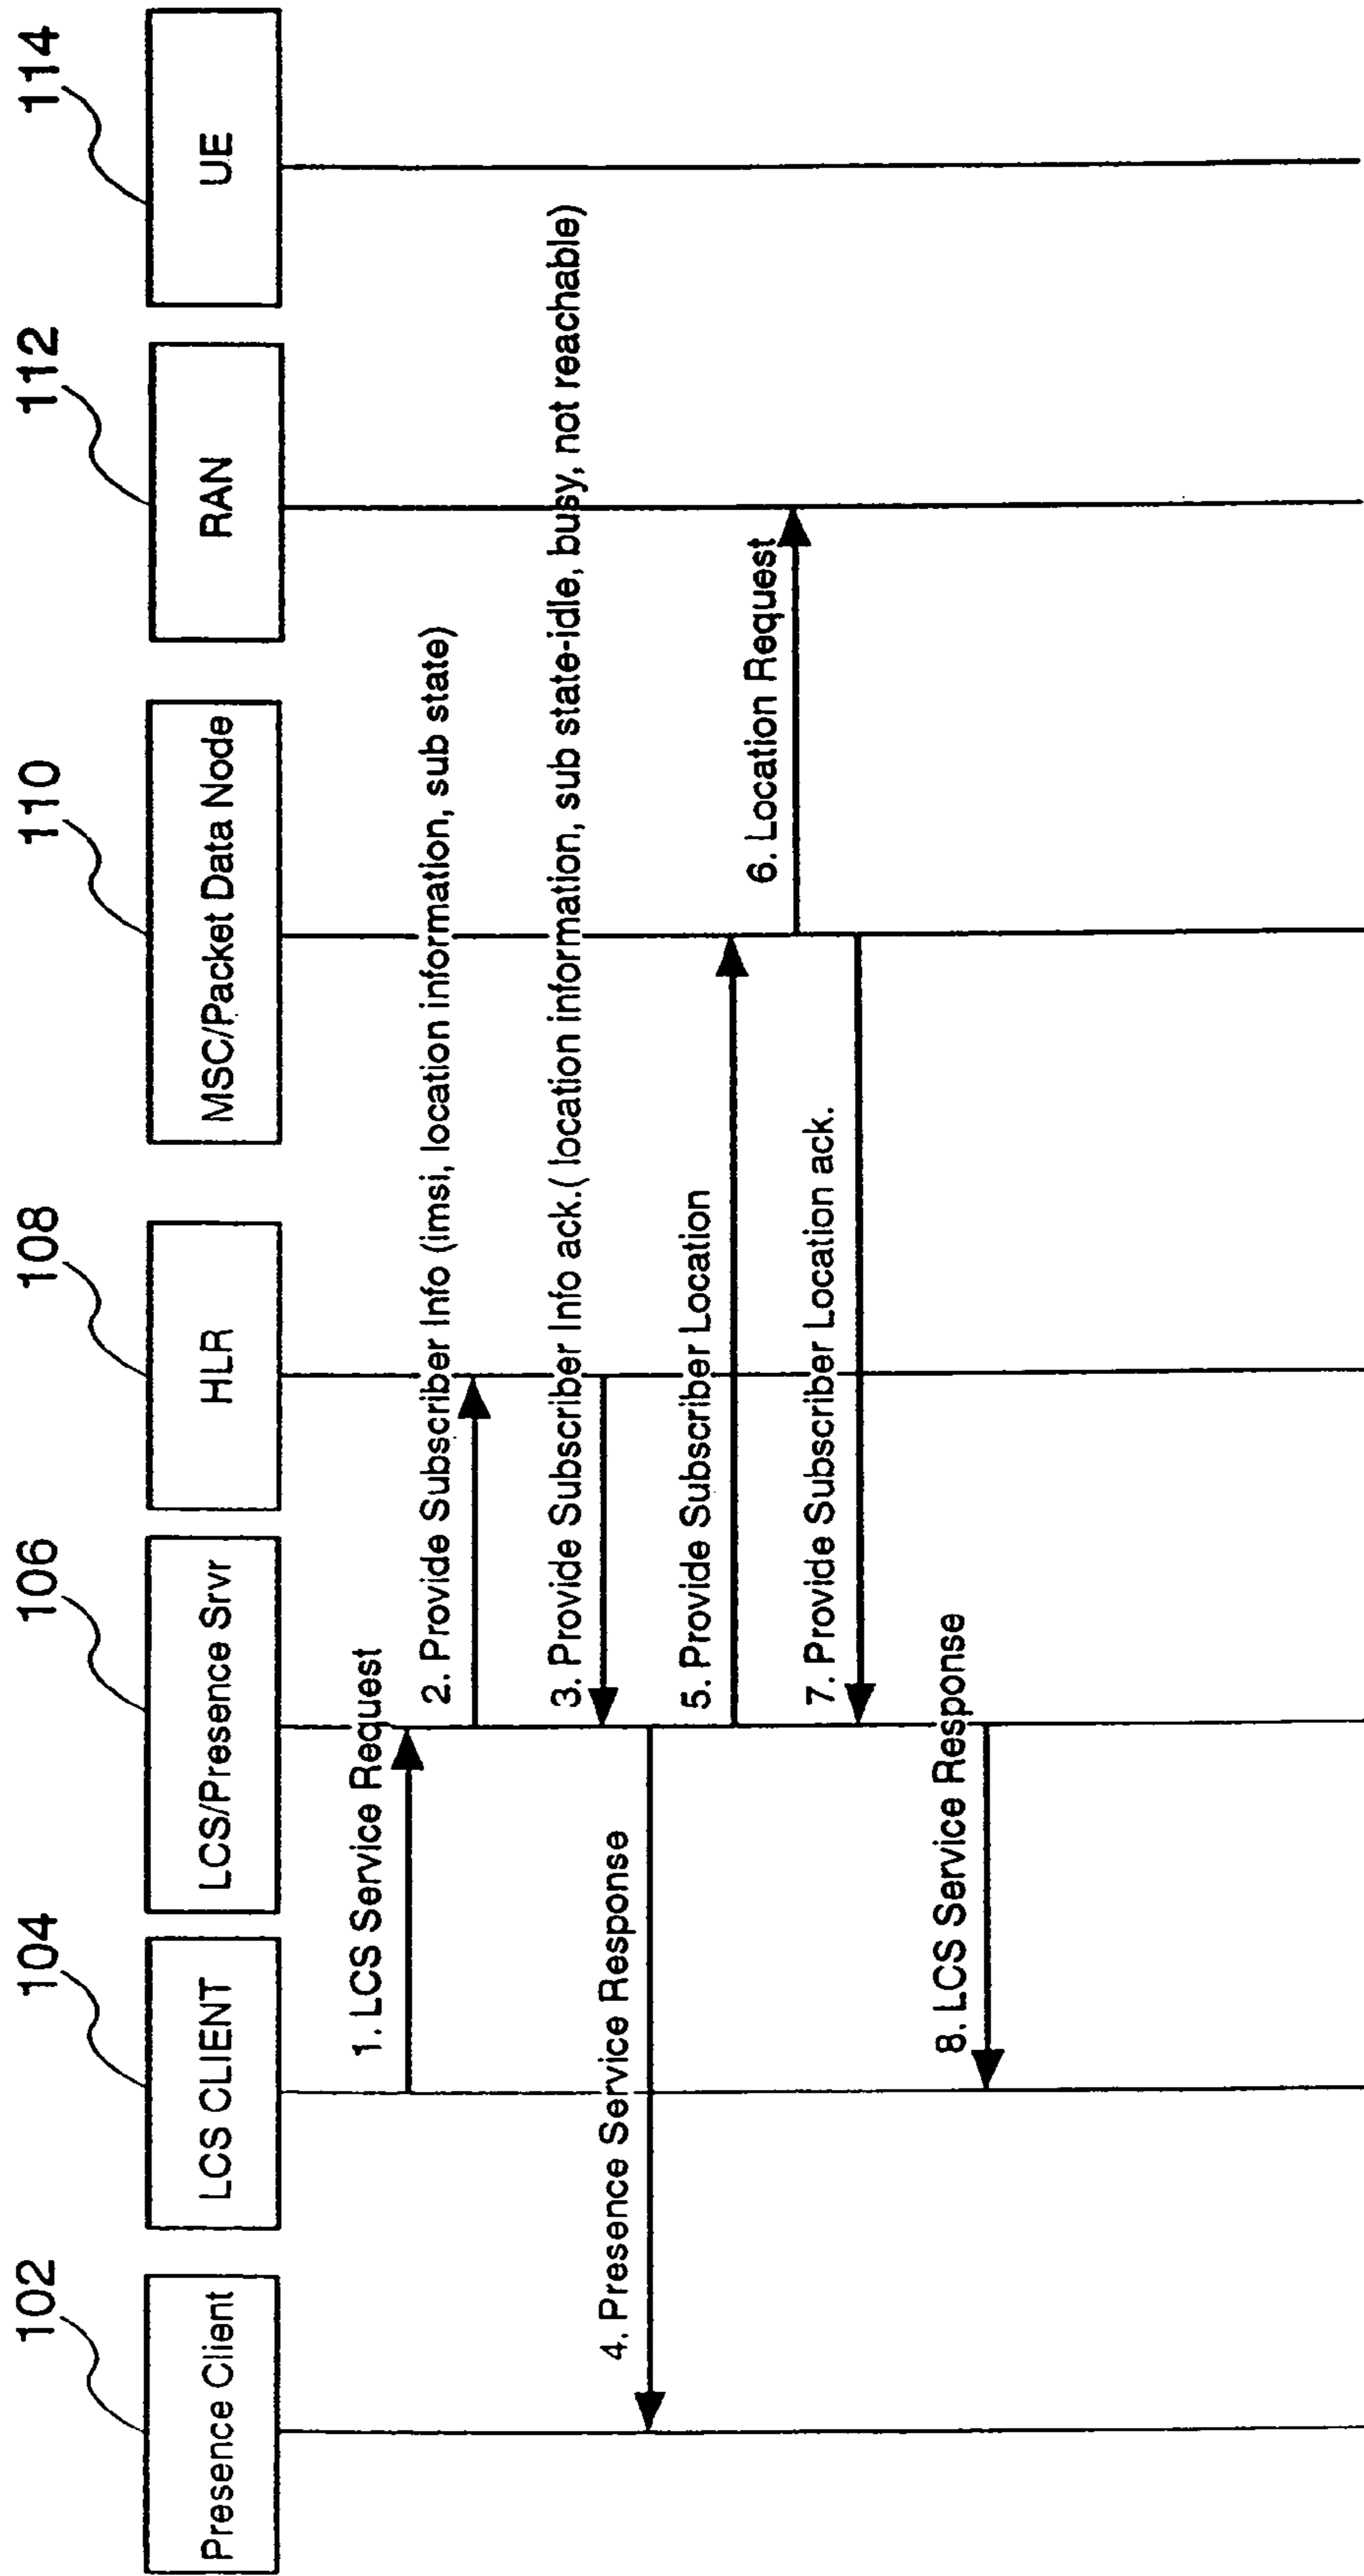 102
104
106
108
110
112
114
Presence Client
LCS CLIENT
LCS/Presence Srvr
HLR
MSC/Packet Data Node
RAN
UE
1. LCS Service Request
2. Provide Subscriber Info (imsi, location information, sub state)
3. Provide Subscriber Info ack.( location information, sub state-idle, busy, not reachable)
4. Presence Service Response
5. Provide Subscriber Location
6. Location Request
7. Provide Subscriber Location ack.
8. LCS Service Response